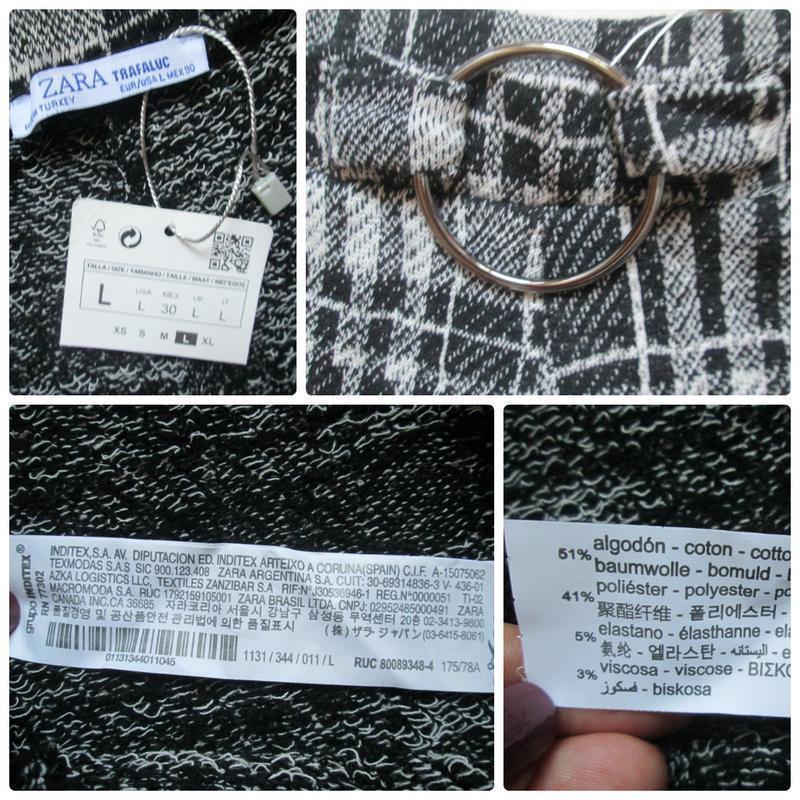 ZARA TRAFALUC
EUR/USA L MEX 90
TURKEY
TALLA / SIZE / TAMANHO / TAILLE / MAAT /
L
USA MEX UK IT
L 30 L L
XS S M L XL
grupo INDITEX®
RN 77302
INDITEX,S.A. AV. DIPUTACION ED. INDITEX ARTEIXO A CORUNA(SPAIN) C.I.F. A-15075062
TEXMODAS S.A.S SIC 900.123.408 ZARA ARGENTINA S.A. CUIT: 30-69314836-3 V- 436-01
AZKA LOGISTICS LLC, TEXTILES ZANZIBAR S.A RIF:NºJ30536946-1 REG.Nº0000051 TI-02
MACROMODA S.A. RUC 1792159105001 ZARA BRASIL LTDA. CNPJ: 02952485000491 ZARA
CANADA INC.CA 36685 자라코리아 서울시 강남구 삼성동 무역센터 20층 02-3413-9800
품질경영 및 공산품안전 관리법에 의한 품질표시 (株) ザラ ジャパン(03-6415-8061)
01131344011045
1131 / 344 / 011 / L RUC 80089348-4 175/78A
51% algodón - coton - cotto
baumwolle - bomuld -
41% poliéster - polyester - po
聚酯纤维 - 폴리에스터 -
5% elastano - élasthanne - ela
氨纶 - 엘라스탄 - الياستانه - e
3% viscosa - viscose - ΒΙΣΚΟ
فسكوز - biskosa